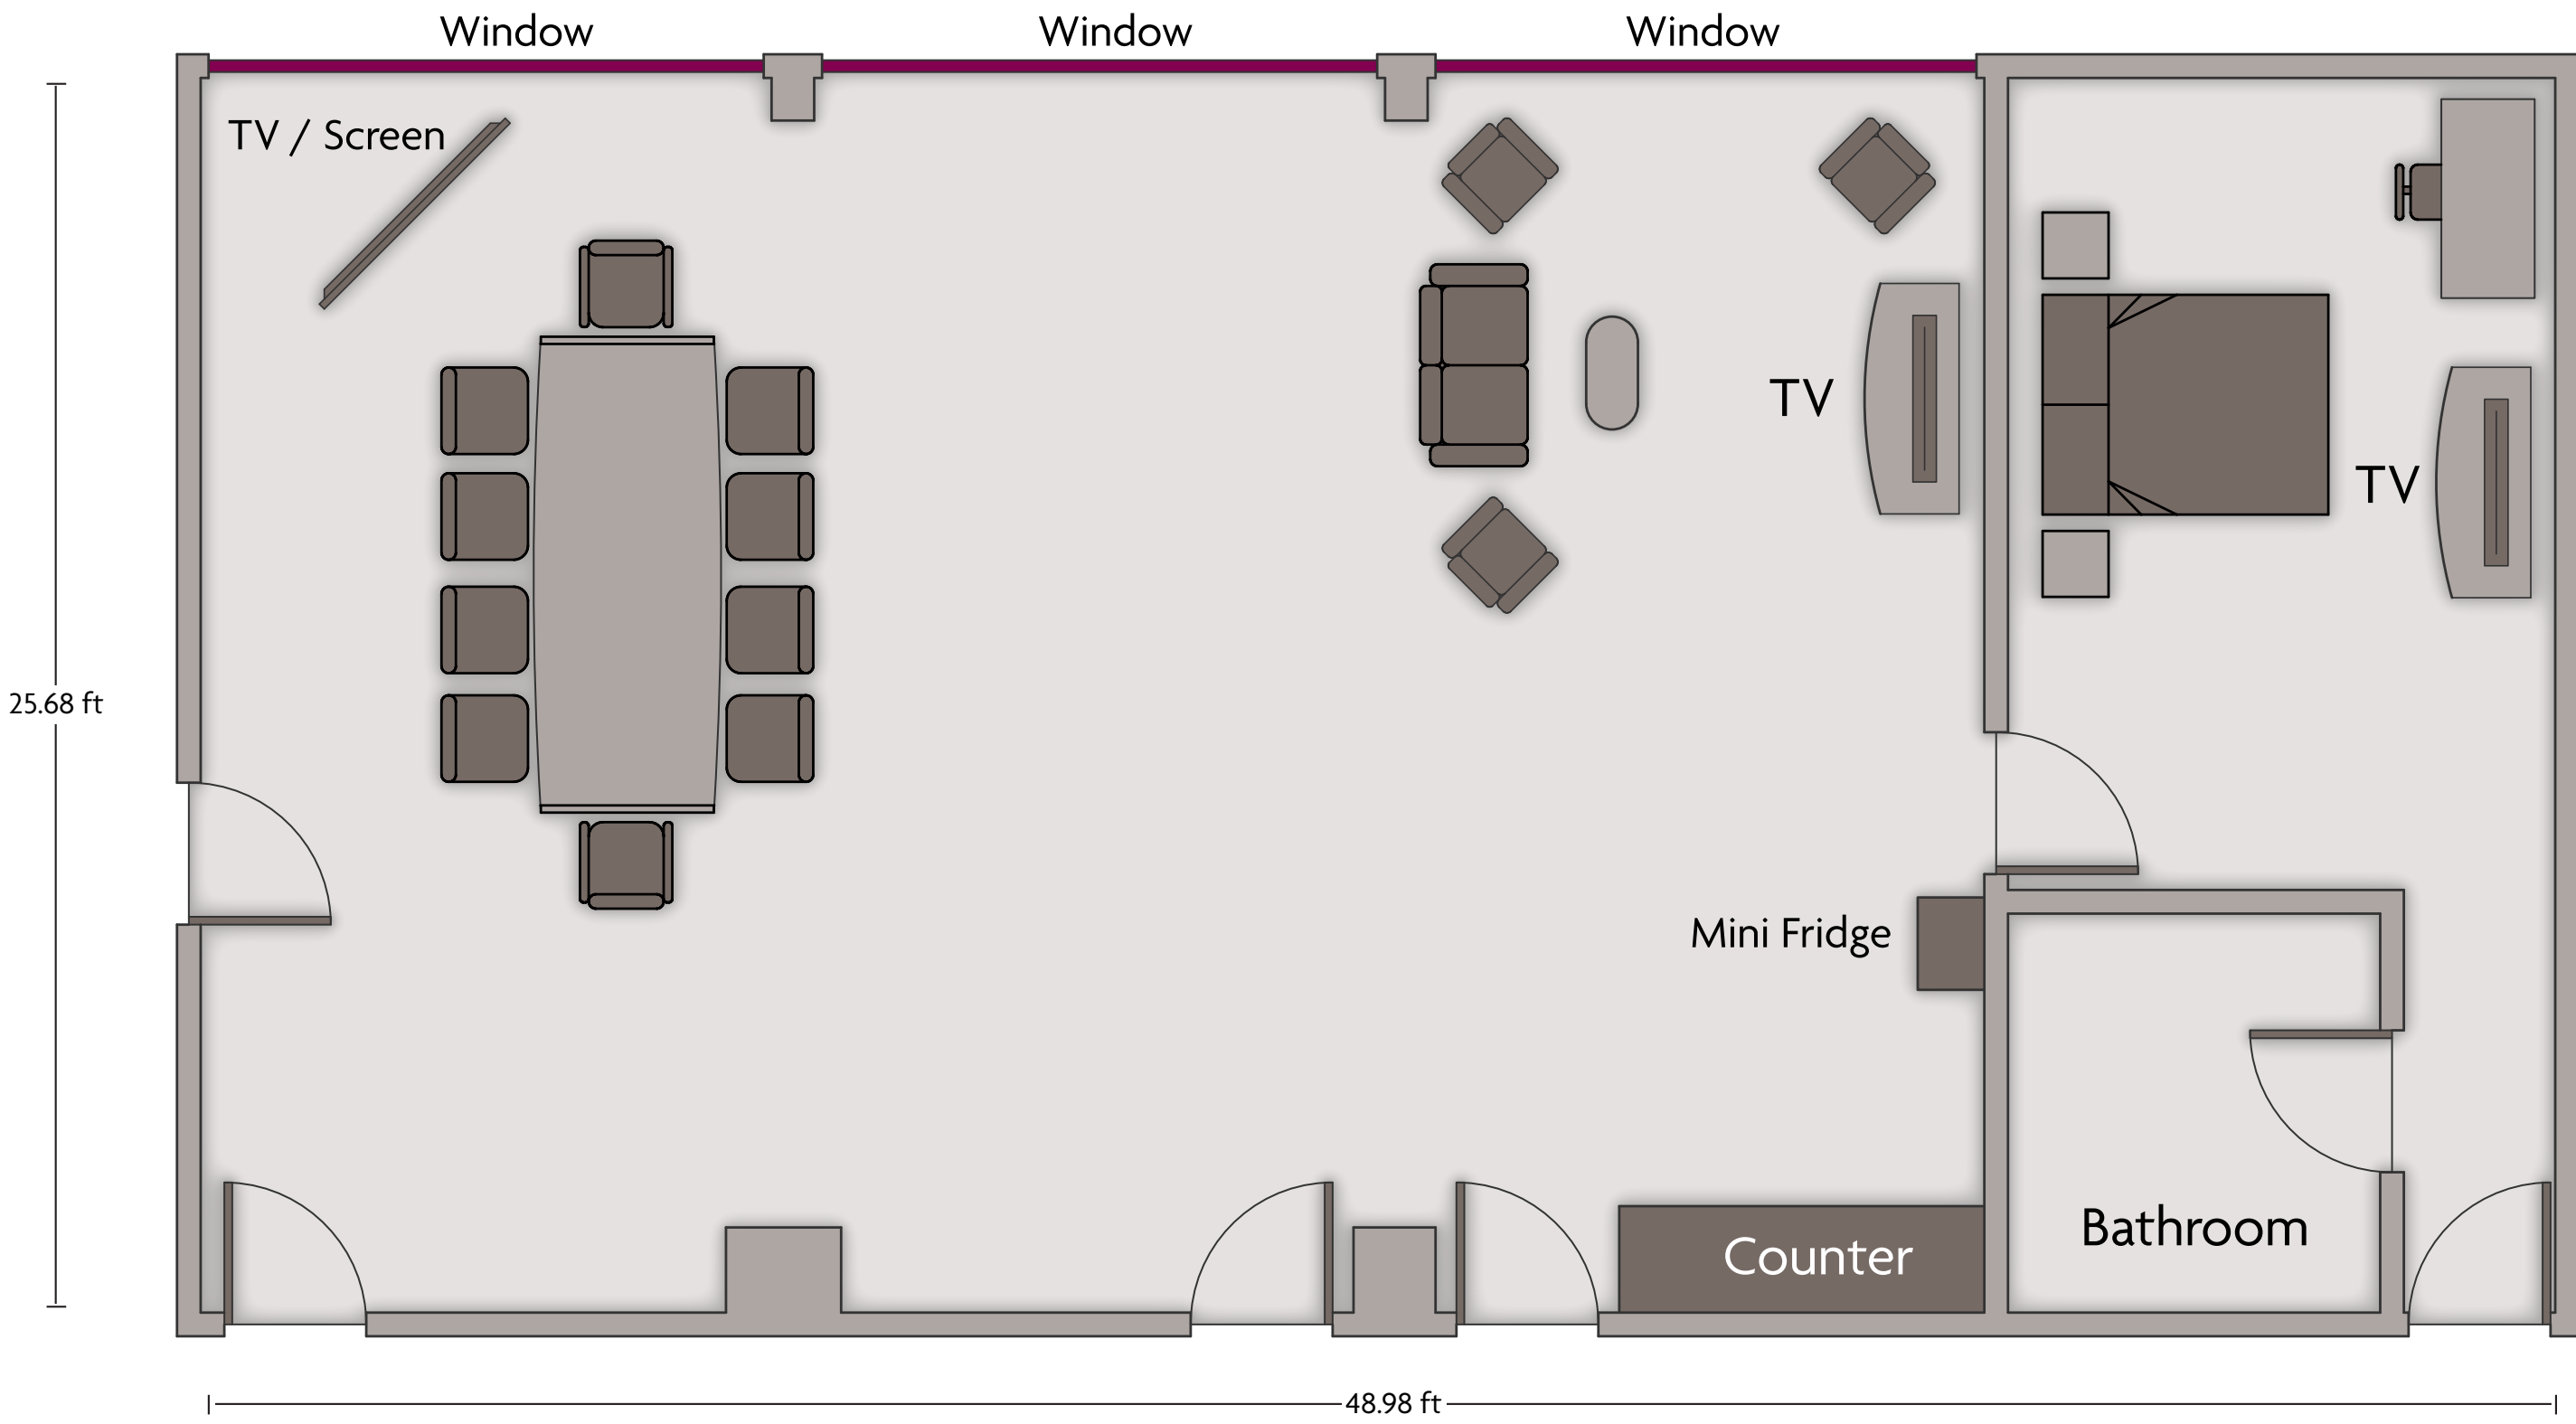 Window
Window
Window
TV / Screen
TV
TV
25.68 ft
Mini Fridge
Bathroom
Counter
48.98 ft